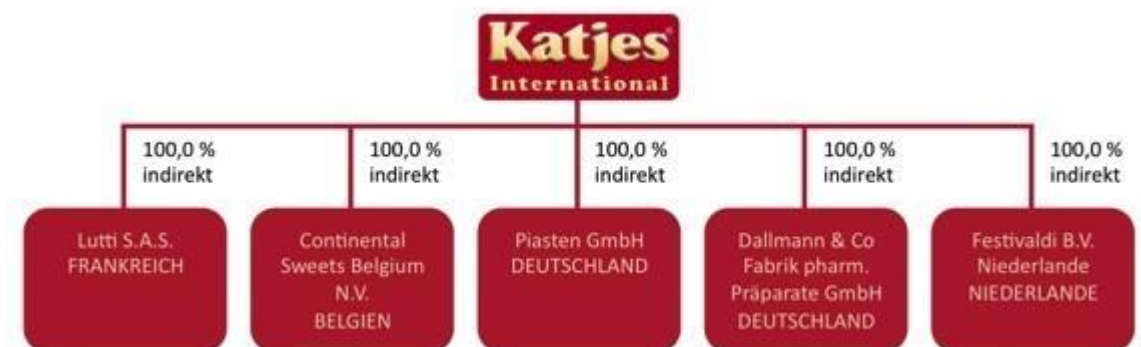 Katjes
International
100,0 %
indirekt
100,0 %
indirekt
100,0 %
indirekt
100,0 %
indirekt
100,0 %
indirekt
Lutti S.A.S.
FRANKREICH
Continental
Sweets Belgium
N.V.
BELGIEN
Piasten GmbH
DEUTSCHLAND
Dallmann & Co
Fabrik pharm.
Präparate GmbH
DEUTSCHLAND
Festivaldi B.V.
Niederlande
NIEDERLANDE